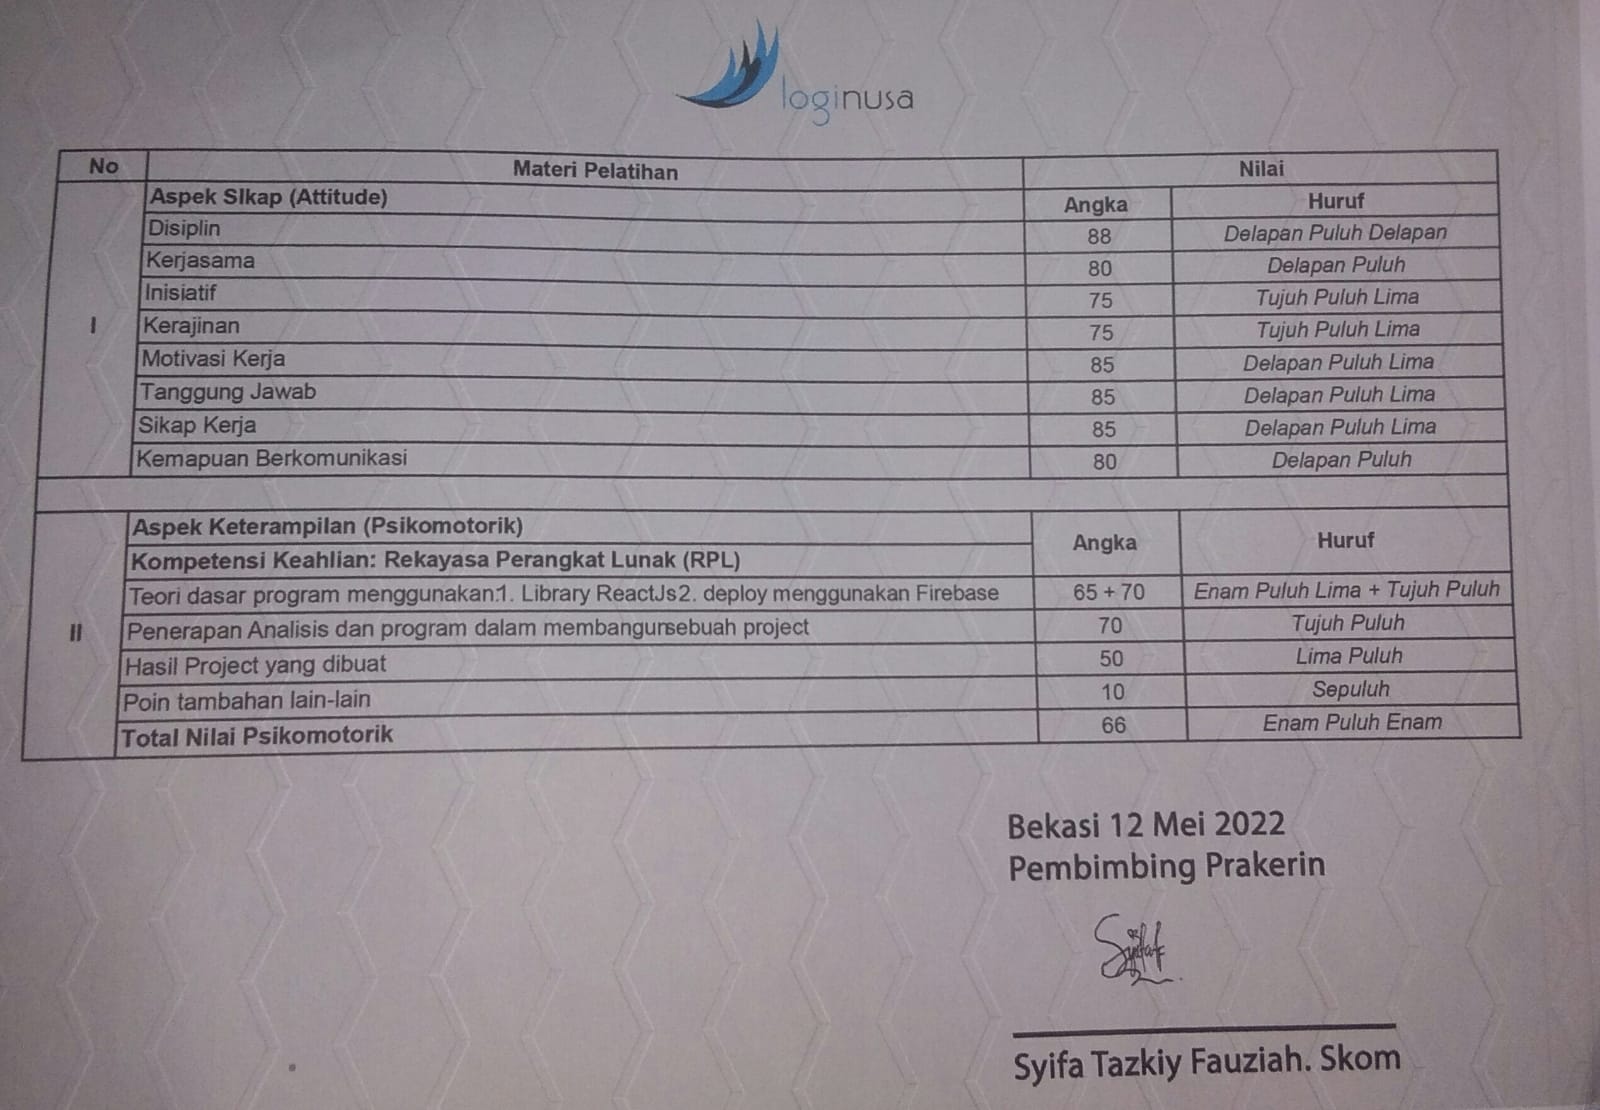 loginusa
No Materi Pelatihan Nilai
Aspek SIkap (Attitude) Angka Huruf
Disiplin 88 Delapan Puluh Delapan
Kerjasama 80 Delapan Puluh
Inisiatif 75 Tujuh Puluh Lima
I Kerajinan 75 Tujuh Puluh Lima
Motivasi Kerja 85 Delapan Puluh Lima
Tanggung Jawab 85 Delapan Puluh Lima
Sikap Kerja 85 Delapan Puluh Lima
Kemapuan Berkomunikasi 80 Delapan Puluh
Aspek Keterampilan (Psikomotorik) Angka Huruf
Kompetensi Keahlian: Rekayasa Perangkat Lunak (RPL)
Teori dasar program menggunakan:1. Library ReactJs2. deploy menggunakan Firebase 65 + 70 Enam Puluh Lima + Tujuh Puluh
II Penerapan Analisis dan program dalam membangunsebuah project 70 Tujuh Puluh
Hasil Project yang dibuat 50 Lima Puluh
Poin tambahan lain-lain 10 Sepuluh
Total Nilai Psikomotorik 66 Enam Puluh Enam
Bekasi 12 Mei 2022
Pembimbing Prakerin
Syifa Tazkiy Fauziah. Skom